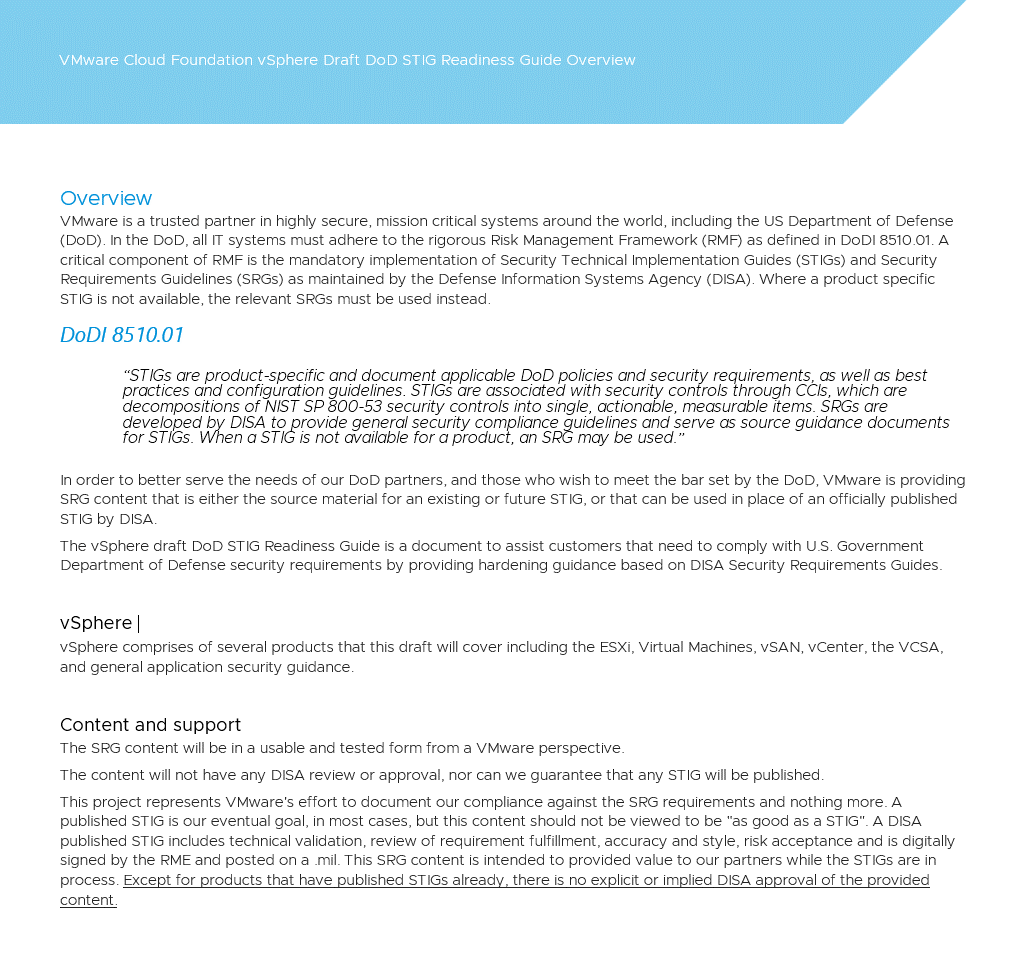 VMware Cloud Foundation vSphere Draft DoD STIG Readiness Guide Overview
Overview
VMware is a trusted partner in highly secure, mission critical systems around the world, including the US Department of Defense
(DoD). In the DoD, all IT systems must adhere to the rigorous Risk Management Framework (RMF) as defined in DoDI 8510.01. A
critical component of RMF is the mandatory implementation of Security Technical Implementation Guides (STIGs) and Security
Requirements Guidelines (SRGs) as maintained by the Defense Information Systems Agency (DISA). Where a product specific
STIG is not available, the relevant SRGs must be used instead.
DoDI 8510.01
“STIGs are product-specific and document applicable DoD policies and security requirements, as well as best
practices and configuration guidelines. STIGs are associated with security controls through CCIs, which are
decompositions of NIST SP 800-53 security controls into single, actionable, measurable items. SRGs are
developed by DISA to provide general security compliance guidelines and serve as source guidance documents
for STIGs. When a STIG is not available for a product, an SRG may be used.”
In order to better serve the needs of our DoD partners, and those who wish to meet the bar set by the DoD, VMware is providing
SRG content that is either the source material for an existing or future STIG, or that can be used in place of an officially published
STIG by DISA.
The vSphere draft DoD STIG Readiness Guide is a document to assist customers that need to comply with U.S. Government
Department of Defense security requirements by providing hardening guidance based on DISA Security Requirements Guides.
vSphere
vSphere comprises of several products that this draft will cover including the ESXi, Virtual Machines, vSAN, vCenter, the VCSA,
and general application security guidance.
Content and support
The SRG content will be in a usable and tested form from a VMware perspective.
The content will not have any DISA review or approval, nor can we guarantee that any STIG will be published.
This project represents VMware's effort to document our compliance against the SRG requirements and nothing more. A
published STIG is our eventual goal, in most cases, but this content should not be viewed to be "as good as a STIG". A DISA
published STIG includes technical validation, review of requirement fulfillment, accuracy and style, risk acceptance and is digitally
signed by the RME and posted on a .mil. This SRG content is intended to provided value to our partners while the STIGs are in
process. Except for products that have published STIGs already, there is no explicit or implied DISA approval of the provided
content.